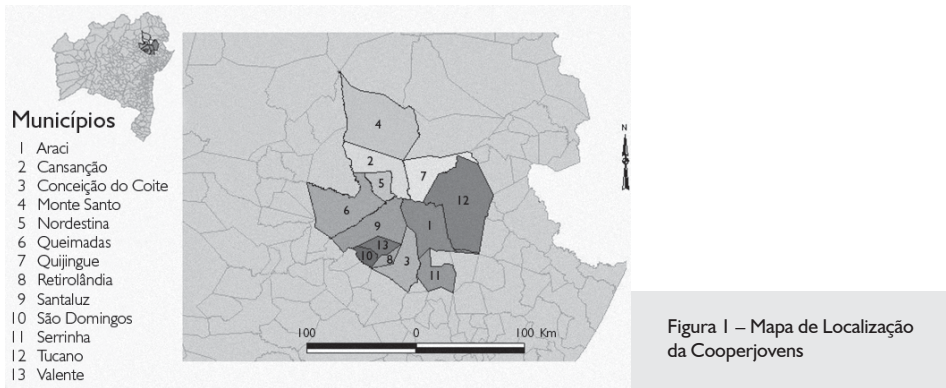 Municípios
1 Araci
2 Cansanção
3 Conceição do Coite
4 Monte Santo
5 Nordestina
6 Queimadas
7 Quijingue
8 Retirolândia
9 Santaluz
10 São Domingos
11 Serrinha
12 Tucano
13 Valente
4
2
5
7
12
6
9
1
13
10
8
3
11
N
100 0 100 Km
Figura 1 – Mapa de Localização
da Cooperjovens